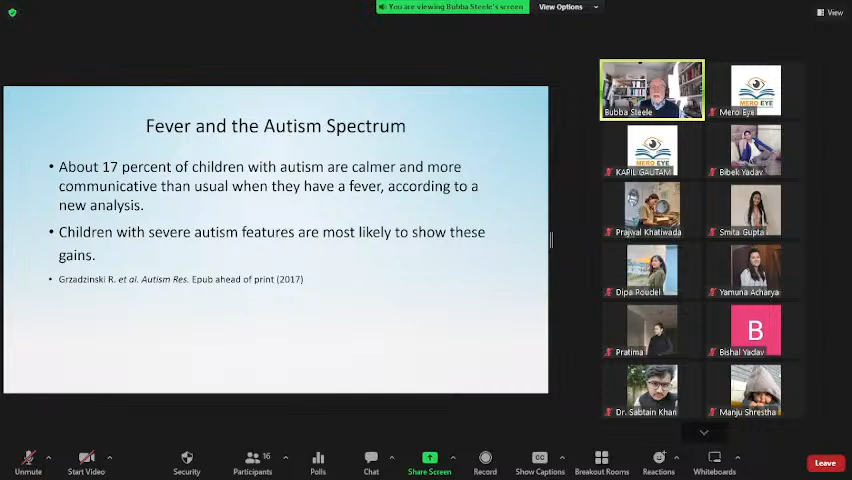 You are viewing Bubba Steele's screen
View Options
View
Fever and the Autism Spectrum
• About 17 percent of children with autism are calmer and more
communicative than usual when they have a fever, according to a
new analysis.
• Children with severe autism features are most likely to show these
gains.
• Grzadzinski R. et al. Autism Res. Epub ahead of print (2017)
Bubba Steele
MERO EYE
Mero Eye
MERO EYE
KAPIL GAUTAM
Bibek Yadav
Prajwal Khatiwada
Smita Gupta
Dipa Poudel
Yamuna Acharya
Pratima
B
Bishal Yadav
Dr. Sabtain Khan
Manju Shrestha
Unmute
Start Video
Security
16
Participants
Polls
Chat
Share Screen
Record
CC
Show Captions
Breakout Rooms
Reactions
Whiteboards
Leave